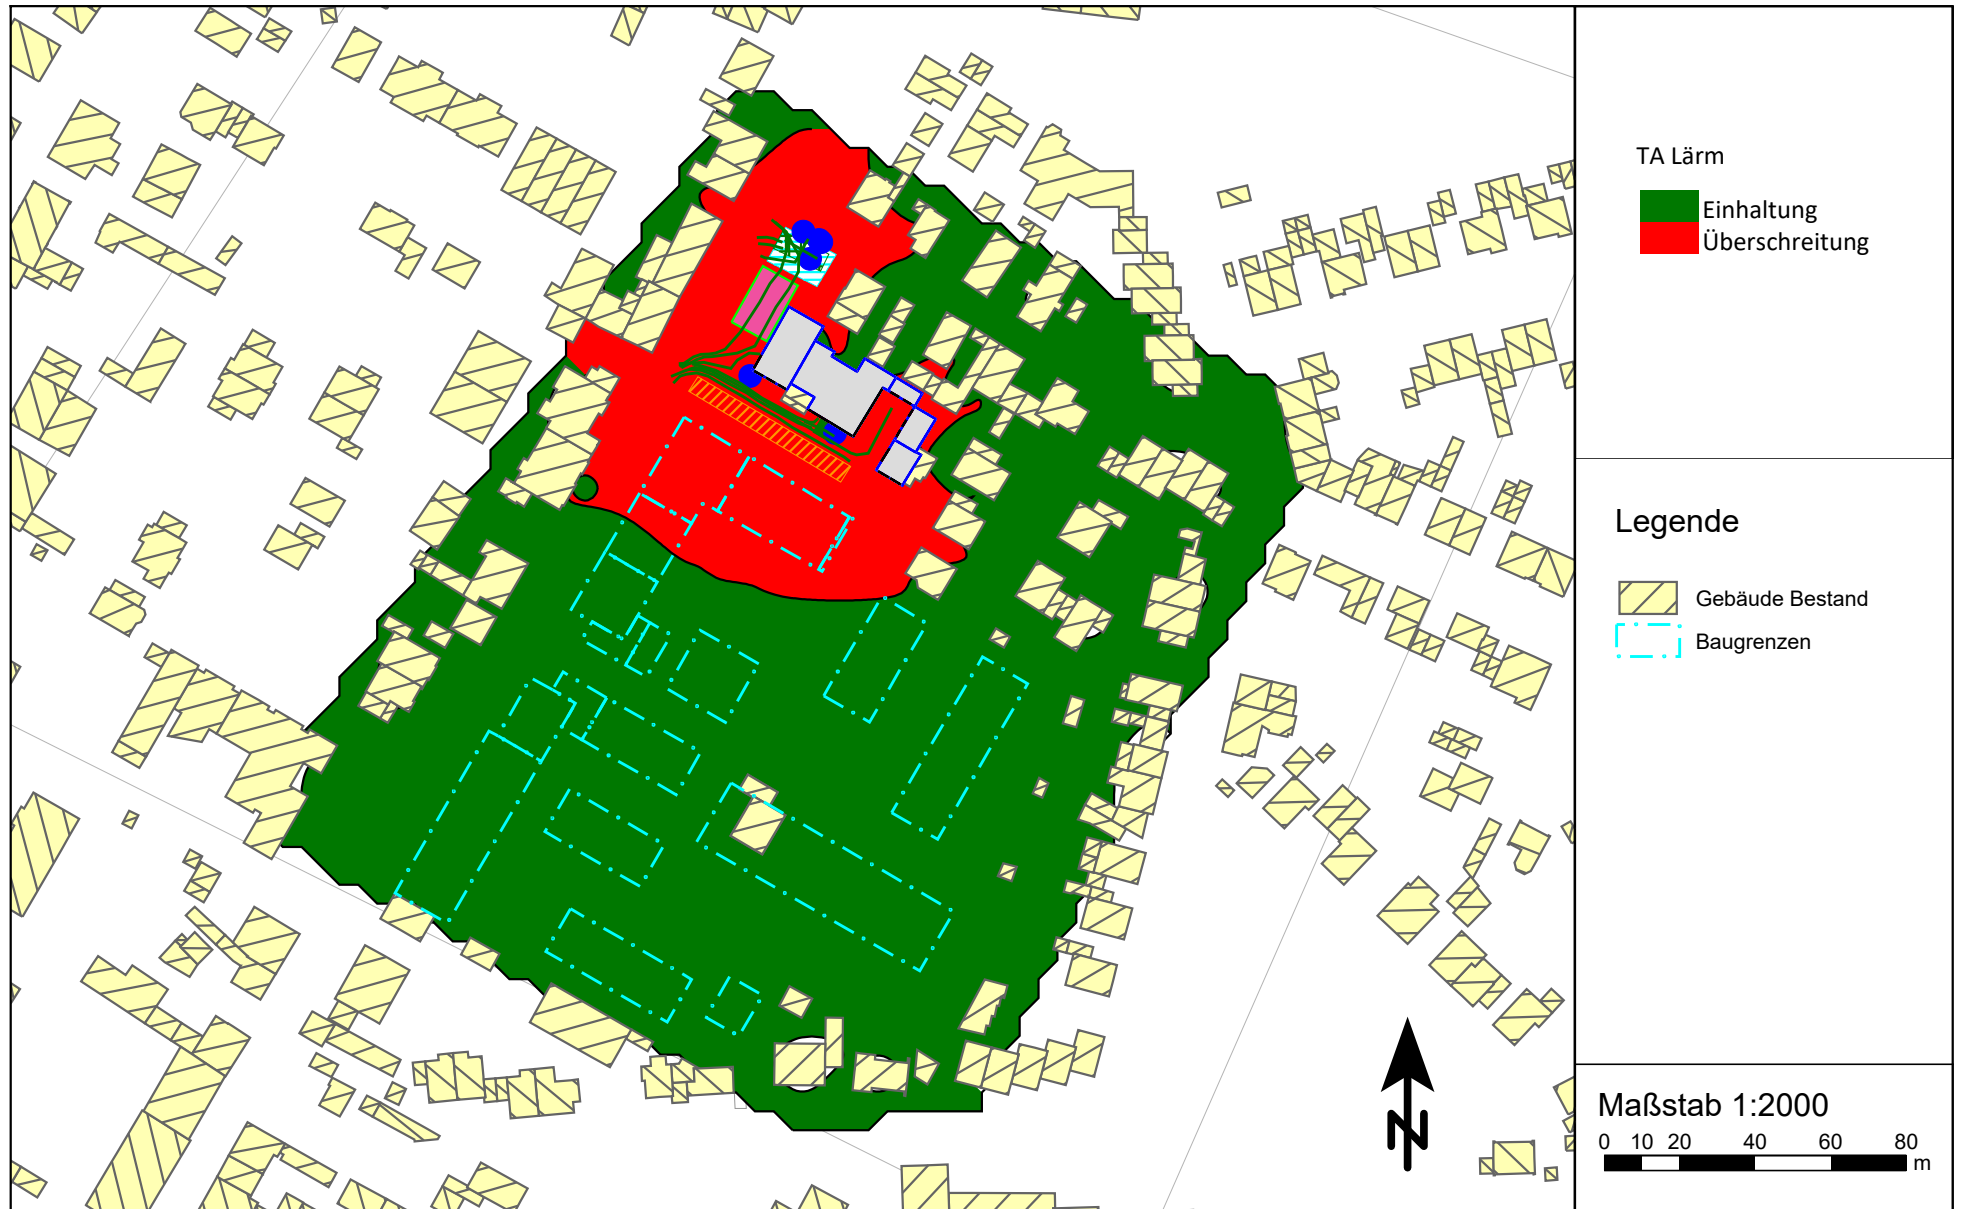 TA Lärm
Einhaltung
Überschreitung
Legende
Gebäude Bestand
Baugrenzen
N
Maßstab 1:2000
0 10 20 40 60 80
m